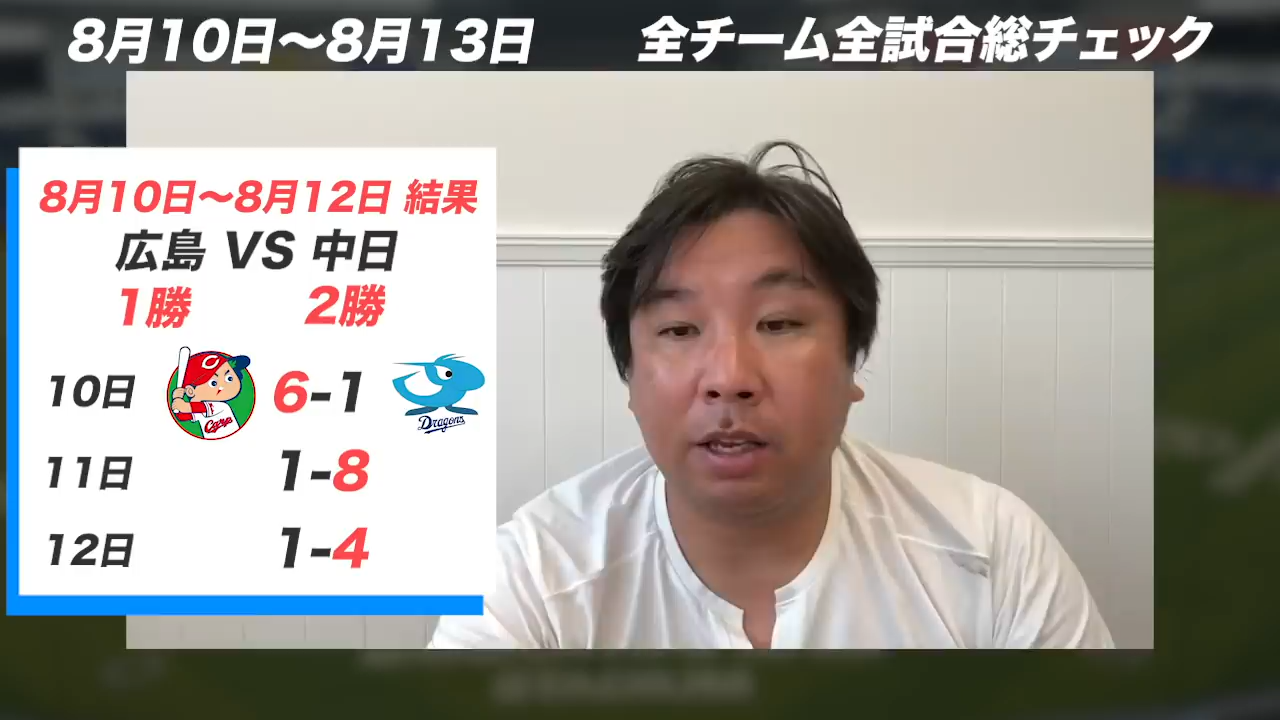 8月10日～8月13日 全チーム全試合総チェック
8月10日～8月12日 結果
広島 VS 中日
1勝 2勝
10日 6-1
Carp
Dragons
11日 1-8
12日 1-4